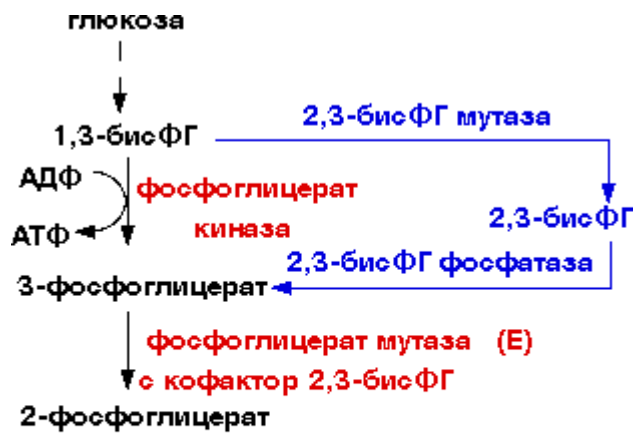 глюкоза
2,3-бисФГ мутаза
1,3-бисФГ
АДФ
фосфоглицерат
киназа
АТФ
2,3-бисФГ
2,3-бисФГ фосфатаза
3-фосфоглицерат
фосфоглицерат мутаза (Е)
с кофактор 2,3-бисФГ
2-фосфоглицерат